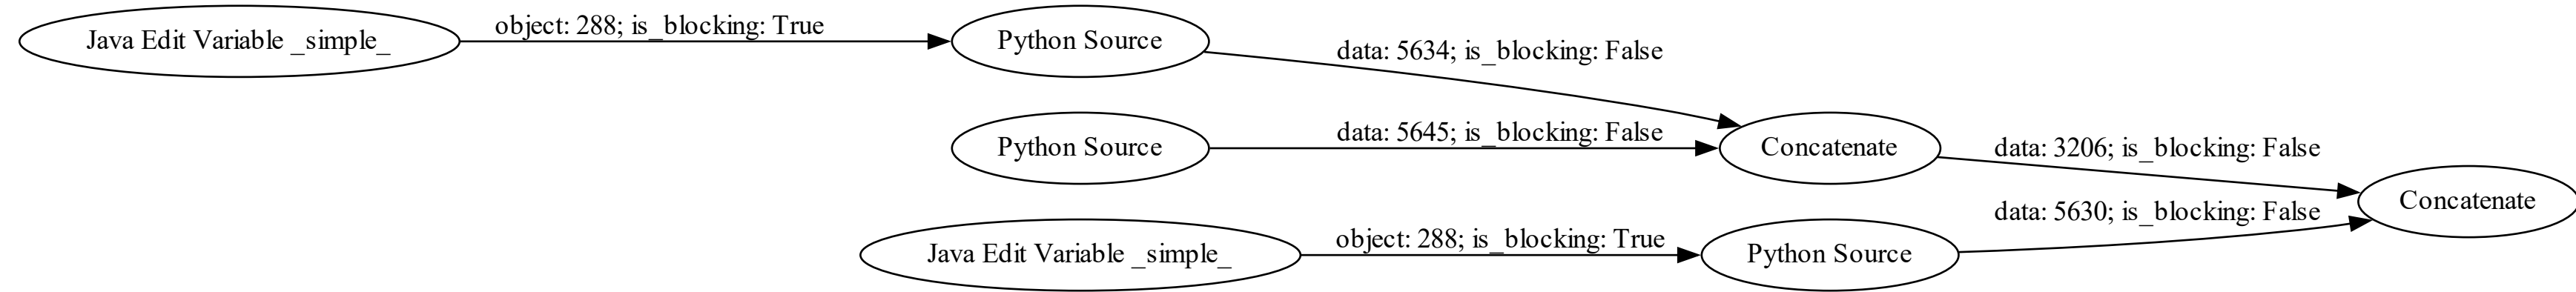 Java Edit Variable _simple_
object: 288; is_blocking: True
Python Source
data: 5634; is_blocking: False
Python Source
data: 5645; is_blocking: False
Concatenate
data: 3206; is_blocking: False
Java Edit Variable _simple_
object: 288; is_blocking: True
Python Source
data: 5630; is_blocking: False
Concatenate